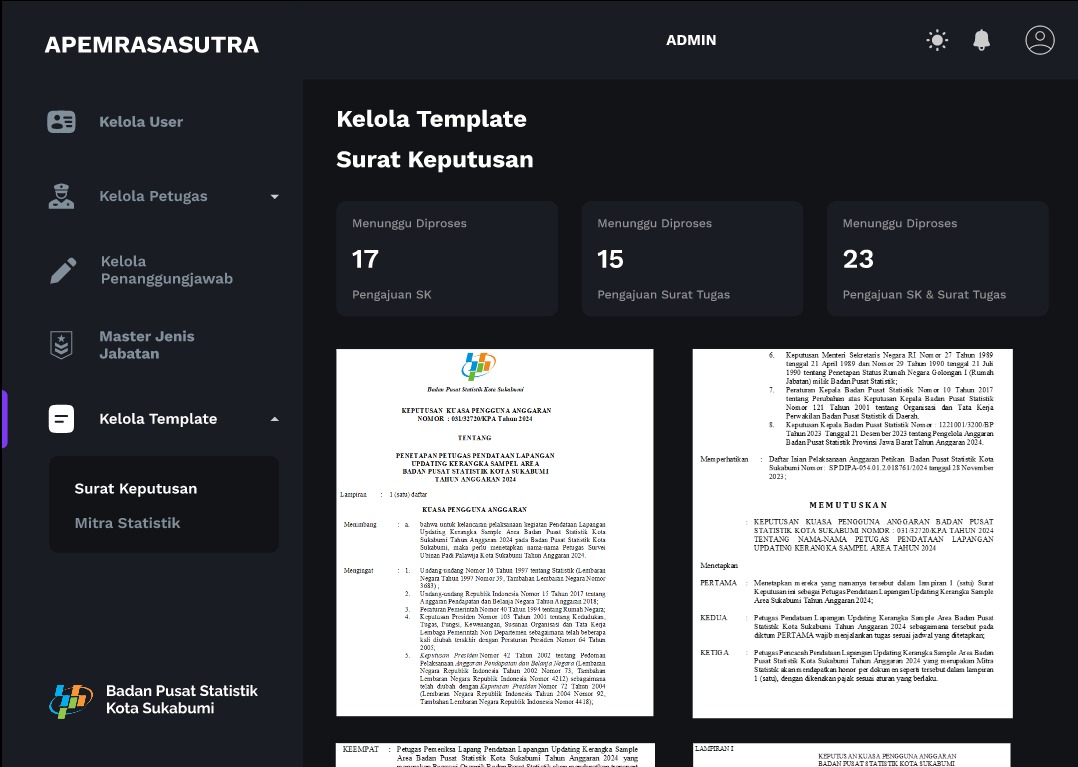 APEMRASASUTRA
ADMIN
Kelola User
Kelola Petugas
Kelola
Penanggungjawab
Master Jenis
Jabatan
Kelola Template
Surat Keputusan
Mitra Statistik
Badan Pusat Statistik
Kota Sukabumi
Kelola Template
Surat Keputusan
Menunggu Diproses
17
Pengajuan SK
Menunggu Diproses
15
Pengajuan Surat Tugas
Menunggu Diproses
23
Pengajuan SK & Surat Tugas
Badan Pusat Statistik Kota Sukabumi
KEPUTUSAN KUASA PENGGUNA ANGGARAN
NOMOR : 031/32720/KPA Tahun 2024
TENTANG
PENETAPAN PETUGAS PENDATAAN LAPANGAN
UPDATING KERANGKA SAMPEL AREA
BADAN PUSAT STATISTIK KOTA SUKABUMI
TAHUN ANGGARAN 2024
Lampiran : 1 (satu) daftar
KUASA PENGGUNA ANGGARAN
Menimbang : a. bahwa untuk kelancaran pelaksanaan kegiatan Pendataan Lapangan
Updating Kerangka Sample Area Badan Pusat Statistik Kota
Sukabumi Tahun Anggaran 2024 pada Badan Pusat Statistik Kota
Sukabumi, maka perlu menetapkan nama-nama Petugas Survei
Ubinan Padi Palawija Kota Sukabumi Tahun Anggaran 2024.
Mengingat : 1. Undang-undang Nomor 16 Tahun 1997 tentang Statistik (Lembaran
Negara Tahun 1997 Nomor 39, Tambahan Lembaran Negara Nomor
3683) ;
2. Undang-undang Republik Indonesia Nomor 15 Tahun 2017 tentang
Anggaran Pendapatan dan Belanja Negara Tahun Anggaran 2018;
3. Peraturan Pemerintah Nomor 40 Tahun 1994 tentang Rumah Negara;
4. Keputusan Presiden Nomor 103 Tahun 2001 tentang Kedudukan,
Tugas, Fungsi, Kewenangan, Susunan Organisasi dan Tata Kerja
Lembaga Pemerintah Non Departemen sebagaimana telah beberapa
kali diubah terakhir dengan Peraturan Presiden Nomor 64 Tahun
2005;
5. Keputusan Presiden Nomor 42 Tahun 2002 tentang Pedoman
Pelaksanaan Anggaran Pendapatan dan Belanja Negara (Lembaran
Negara Republik Indonesia Tahun 2002 Nomor 73, Tambahan
Lembaran Negara Republik Indonesia Nomor 4212) sebagaimana
telah diubah dengan Keputusan Presiden Nomor 72 Tahun 2004
(Lembaran Negara Republik Indonesia Tahun 2004 Nomor 92,
Tambahan Lembaran Negara Republik Indonesia Nomor 4418);
6. Keputusan Menteri Sekretaris Negara RI Nomor 27 Tahun 1989
tanggal 21 April 1989 dan Nomor 29 Tahun 1990 tanggal 21 Juli
1990 tentang Penetapan Status Rumah Negara Golongan I (Rumah
Jabatan) milik Badan Pusat Statistik;
7. Peraturan Kepala Badan Pusat Statistik Nomor 10 Tahun 2017
tentang Perubahan atas Keputusan Kepala Badan Pusat Statistik
Nomor 121 Tahun 2001 tentang Organisasi dan Tata Kerja
Perwakilan Badan Pusat Statistik di Daerah.
8. Keputusan Kepala Badan Pusat Statistik Nomor : 1221001/3200/BP
Tahun 2023 Tanggal 21 Desember 2023 tentang Pengelola Anggaran
Badan Pusat Statistik Provinsi Jawa Barat Tahun Anggaran 2024.
Memperhatikan : Daftar Isian Pelaksanaan Anggaran Petikan Badan Pusat Statistik Kota
Sukabumi Nomor: SP DIPA-054.01.2.018761/2024 tanggal 28 November
2023;
MEMUTUSKAN
: KEPUTUSAN KUASA PENGGUNA ANGGARAN BADAN PUSAT
STATISTIK KOTA SUKABUMI NOMOR : 031/32720/KPA TAHUN 2024
TENTANG NAMA-NAMA PETUGAS PENDATAAN LAPANGAN
UPDATING KERANGKA SAMPEL AREA TAHUN 2024
Menetapkan
PERTAMA : Menetapkan mereka yang namanya tersebut dalam lampiran 1 (satu) Surat
Keputusan ini sebagai Petugas Pendataan Lapangan Updating Kerangka Sample
Area Sukabumi Tahun Anggaran 2024;
KEDUA : Petugas Pendataan Lapangan Updating Kerangka Sample Area Badan Pusat
Statistik Kota Sukabumi Tahun Anggaran 2024 sebagaimana tersebut pada
diktum PERTAMA wajib menjalankan tugas sesuai jadwal yang ditetapkan;
KETIGA : Petugas Pencacah Pendataan Lapangan Updating Kerangka Sample Area Badan
Pusat Statistik Kota Sukabumi Tahun Anggaran 2024 yang merupakan Mitra
Statistik akan mendapatkan honor per dokumen seperti tersebut dalam lampiran
1 (satu), dengan dikenakan pajak sesuai aturan yang berlaku.
KEEMPAT : Petugas Pemeriksa Lapang Pendataan Lapangan Updating Kerangka Sample
Area Badan Pusat Statistik Kota Sukabumi Tahun Anggaran 2024 yang
LAMPIRAN I
KEPUTUSAN KUASA PENGGUNA ANGGARAN
BADAN PUSAT STATISTIK KOTA SUKABUMI